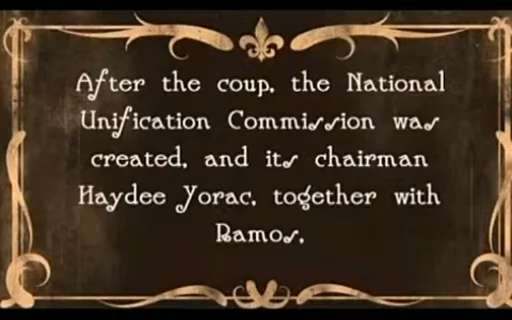 After the coup, the National
Unification Commission was
created, and its chairman
Haydee Yorac, together with
Ramos,